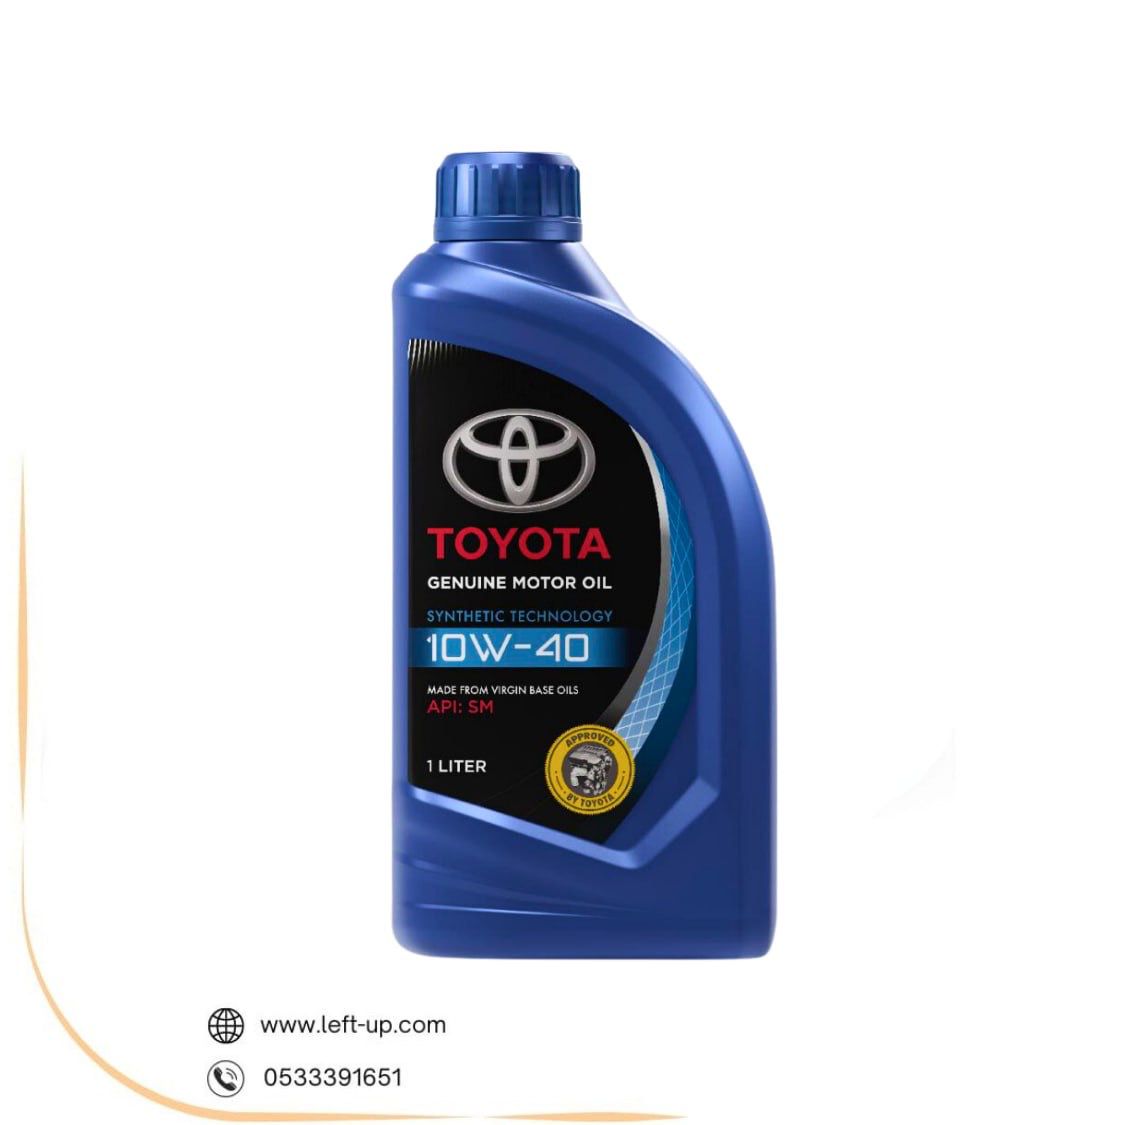 TOYOTA
GENUINE MOTOR OIL
SYNTHETIC TECHNOLOGY
10W-40
MADE FROM VIRGIN BASE OILS
API: SM
1 LITER
APPROVED
BY TOYOTA
www.left-up.com
0533391651